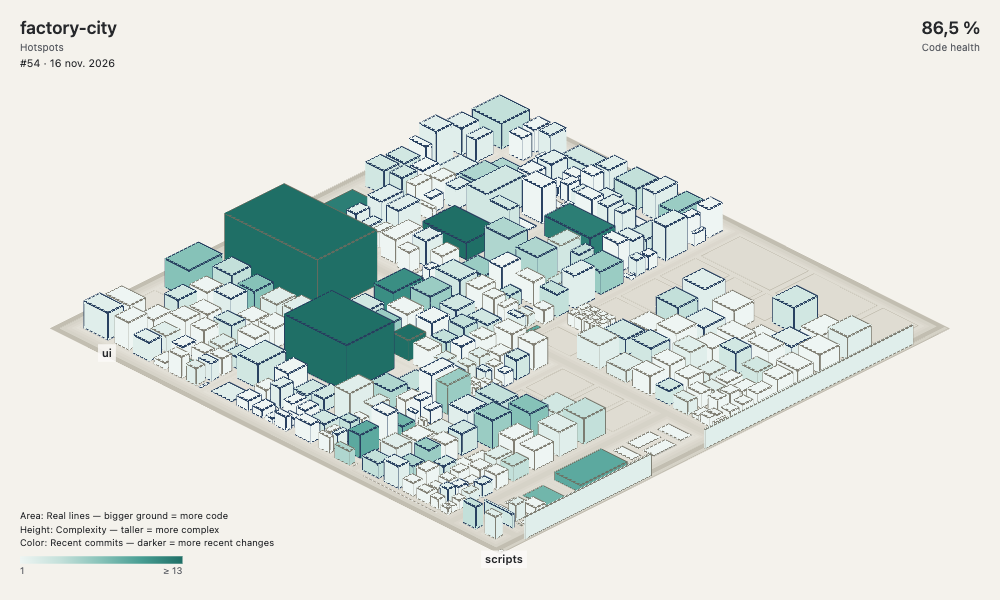 factory-city
Hotspots
#54 · 16 nov. 2026
86,5 %
Code health
ui
scripts
Area: Real lines — bigger ground = more code
Height: Complexity — taller = more complex
Color: Recent commits — darker = more recent changes
1
≥ 13